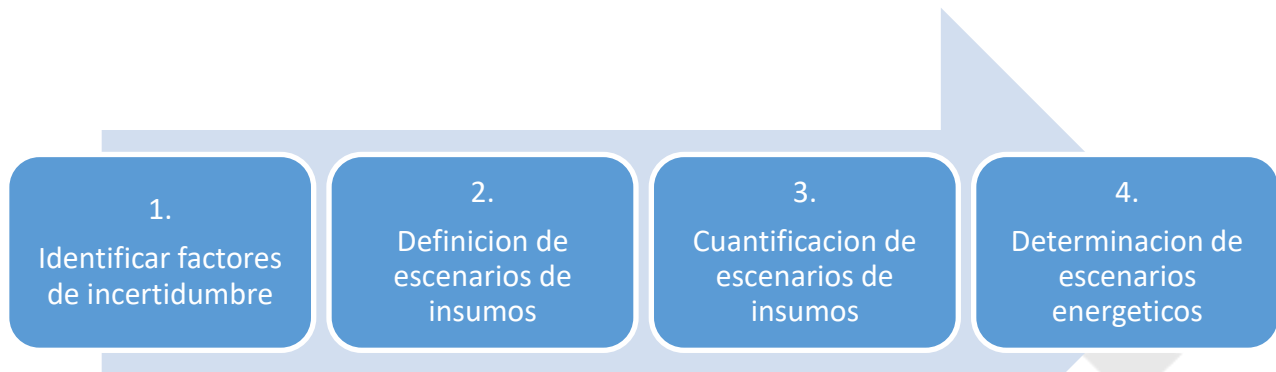 1.
Identificar factores
de incertidumbre
2.
Definicion de
escenarios de
insumos
3.
Cuantificacion de
escenarios de
insumos
4.
Determinacion de
escenarios
energeticos